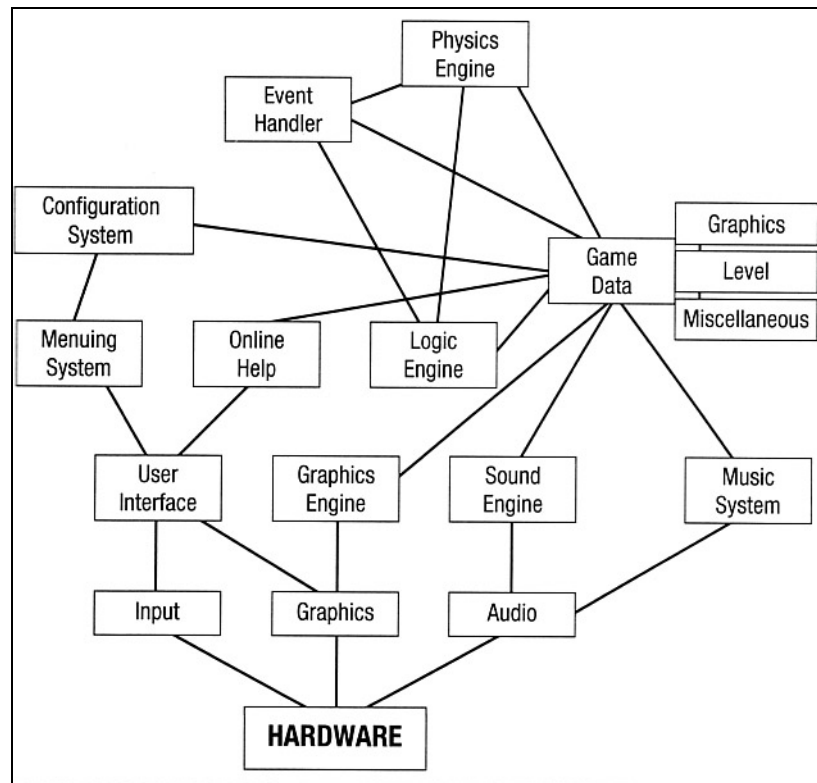 Physics
Engine
Event
Handler
Configuration
System
Graphics
Game
Data
Level
Miscellaneous
Menuing
System
Online
Help
Logic
Engine
User
Interface
Graphics
Engine
Sound
Engine
Music
System
Input
Graphics
Audio
HARDWARE